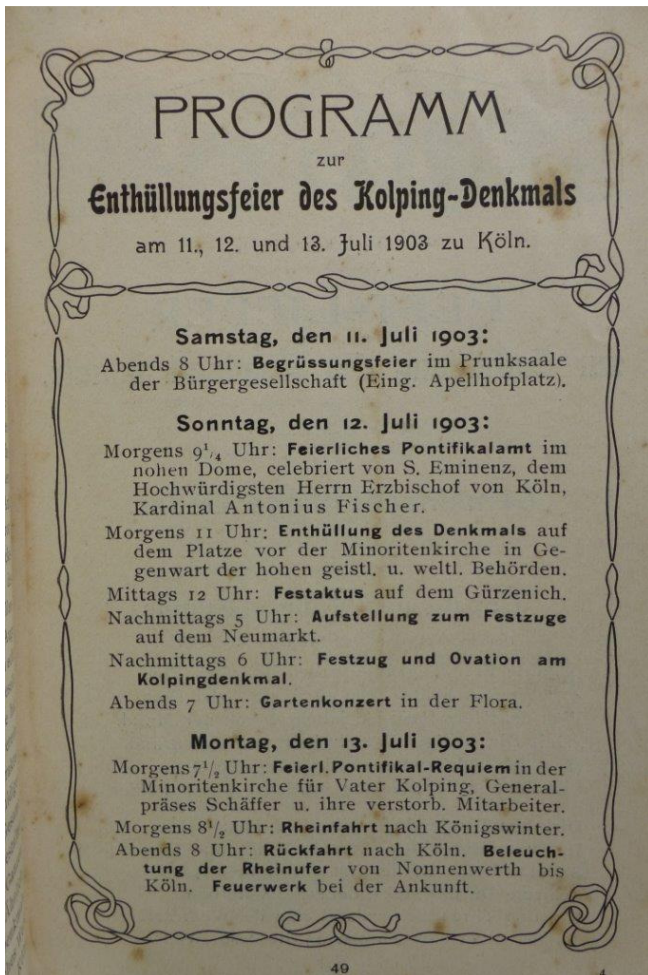 PROGRAMM
zur
Enthüllungsfeier des Kolping-Denkmals
am 11., 12. und 13. Juli 1903 zu Köln.
Samstag, den 11. Juli 1903:
Abends 8 Uhr: Begrüssungsfeier im Prunksaale
der Bürgergesellschaft (Eing. Apellhofplatz).
Sonntag, den 12. Juli 1903:
Morgens 9¹/₄ Uhr: Feierliches Pontifikalamt im
hohen Dome, celebriert von S. Eminenz, dem
Hochwürdigsten Herrn Erzbischof von Köln,
Kardinal Antonius Fischer.
Morgens 11 Uhr: Enthüllung des Denkmals auf
dem Platze vor der Minoritenkirche in Ge-
genwart der hohen geistl. u. weltl. Behörden.
Mittags 12 Uhr: Festaktus auf dem Gürzenich.
Nachmittags 5 Uhr: Aufstellung zum Festzuge
auf dem Neumarkt.
Nachmittags 6 Uhr: Festzug und Ovation am
Kolpingdenkmal.
Abends 7 Uhr: Gartenkonzert in der Flora.
Montag, den 13. Juli 1903:
Morgens 7¹/₂ Uhr: Feierl. Pontifikal-Requiem in der
Minoritenkirche für Vater Kolping, General-
präses Schäffer u. ihre verstorb. Mitarbeiter.
Morgens 8¹/₂ Uhr: Rheinfahrt nach Königswinter.
Abends 8 Uhr: Rückfahrt nach Köln. Beleuch-
tung der Rheinufer von Nonnenwerth bis
Köln. Feuerwerk bei der Ankunft.
49
4